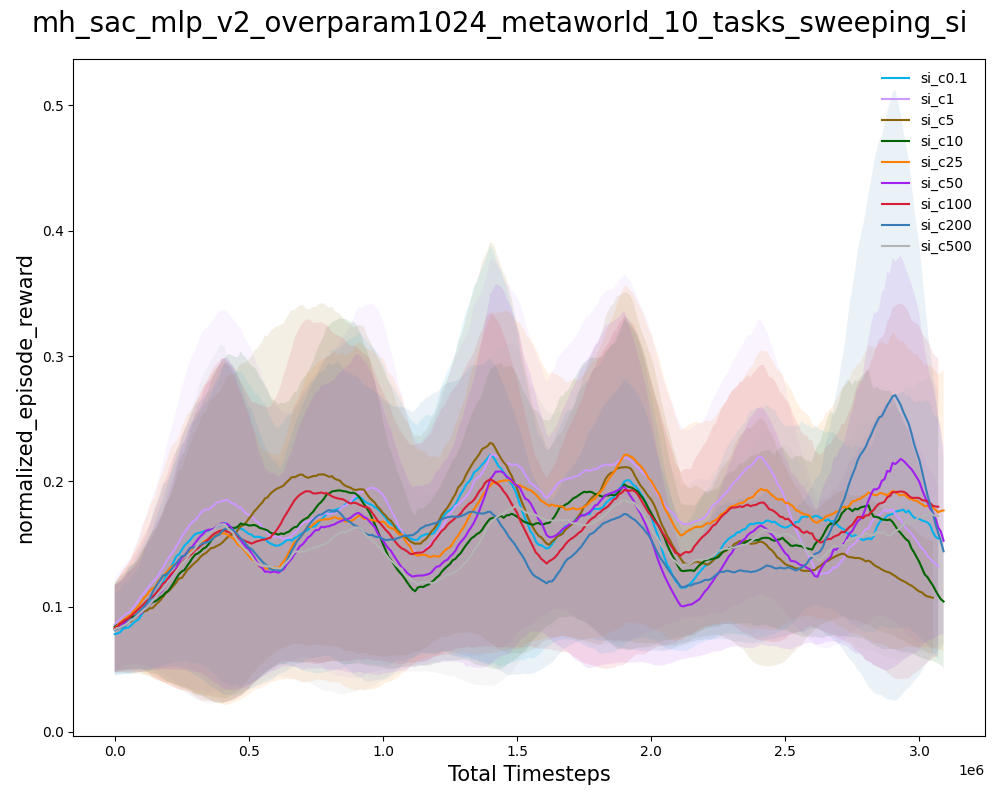 mh_sac_mlp_v2_overparam1024_metaworld_10_tasks_sweeping_si
normalized_episode_reward
0.5
0.4
0.3
0.2
0.1
0.0
si_c0.1
si_c1
si_c5
si_c10
si_c25
si_c50
si_c100
si_c200
si_c500
0.0 0.5 1.0 1.5 2.0 2.5 3.0
1e6
Total Timesteps